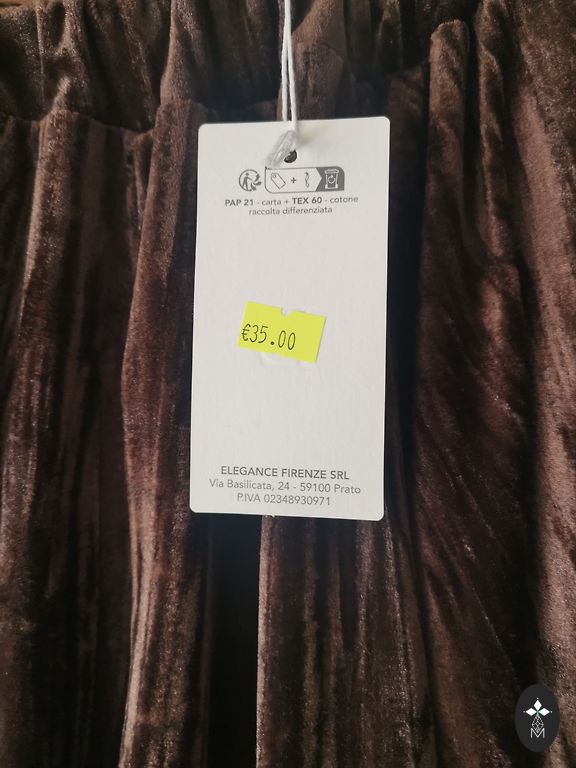 PAP 21 - carta + TEX 60 - cotone
raccolta differenziata
€35.00
ELEGANCE FIRENZE SRL
Via Basilicata, 24 - 59100 Prato
P.IVA 02348930971